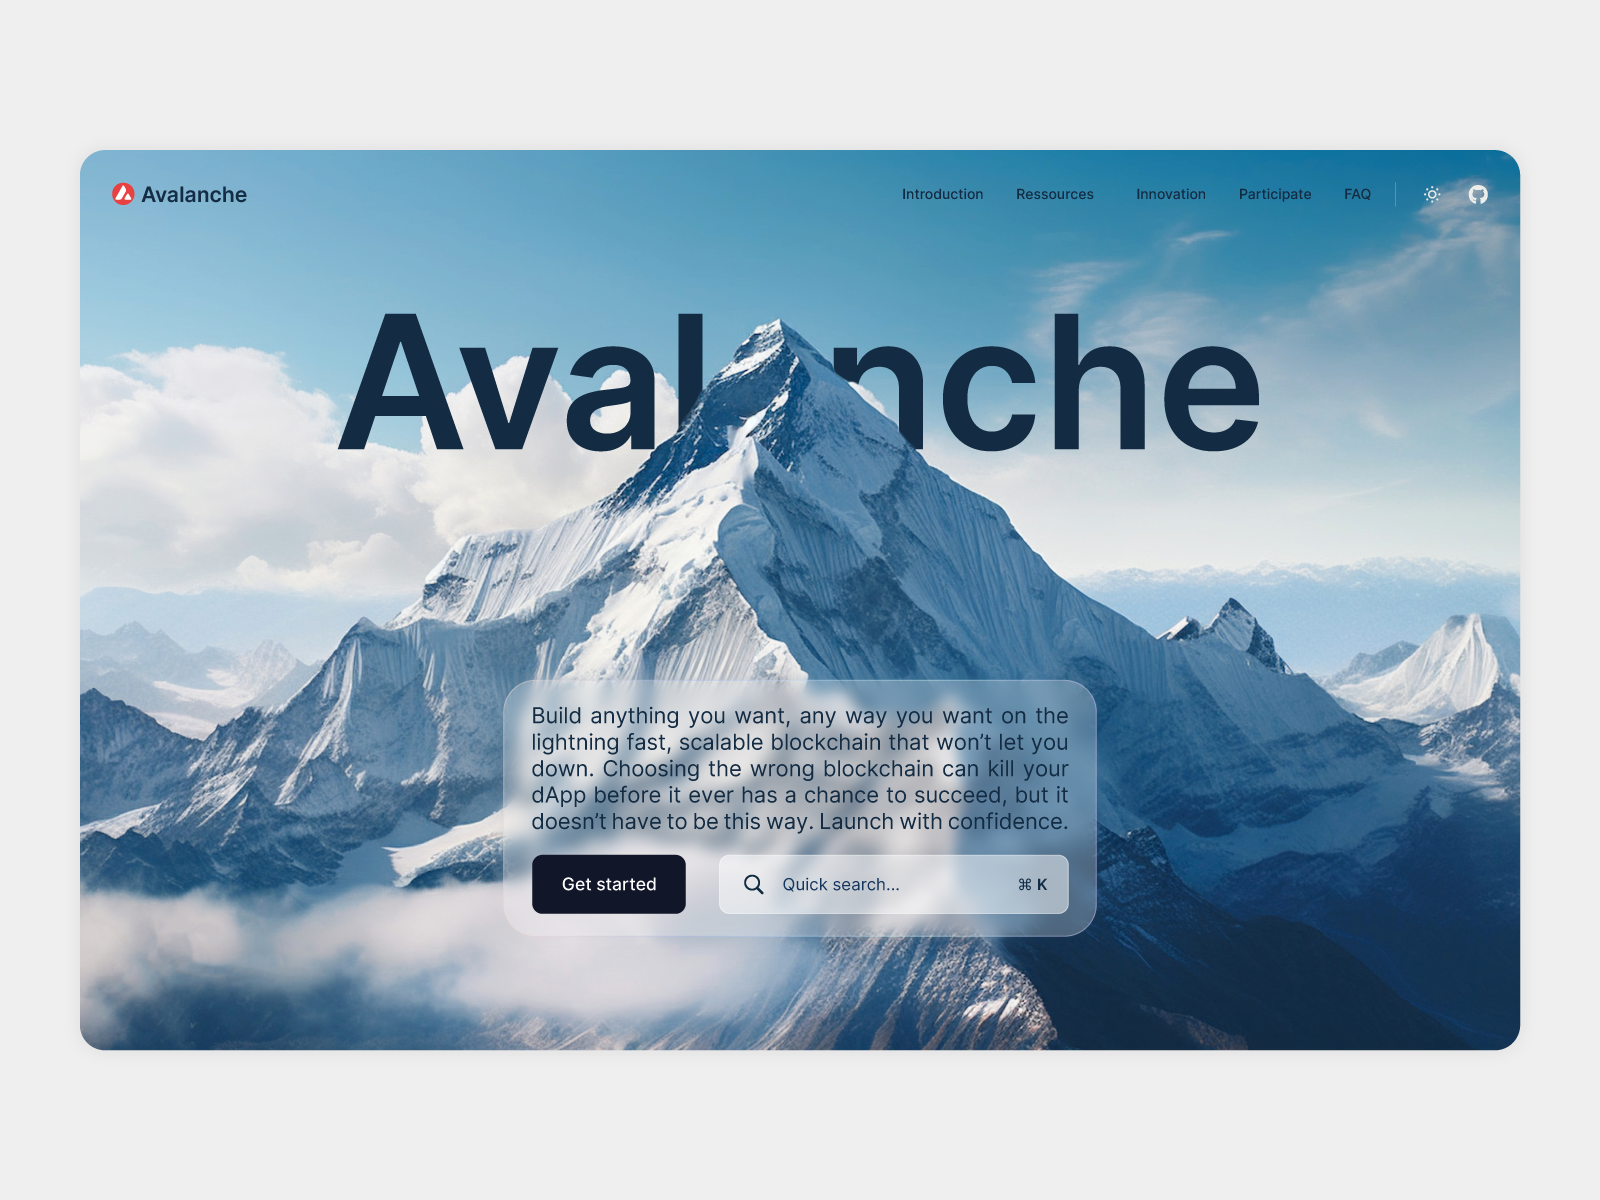 Avalanche
Introduction Ressources Innovation Participate FAQ
Avalanche
Build anything you want, any way you want on the
lightning fast, scalable blockchain that won’t let you
down. Choosing the wrong blockchain can kill your
dApp before it ever has a chance to succeed, but it
doesn’t have to be this way. Launch with confidence.
Get started
Quick search...
⌘ K